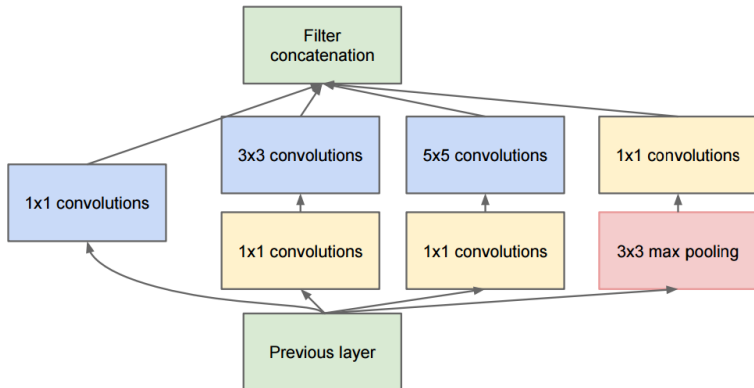 Filter
concatenation
3x3 convolutions
5x5 convolutions
1x1 convolutions
1x1 convolutions
1x1 convolutions
1x1 convolutions
3x3 max pooling
Previous layer